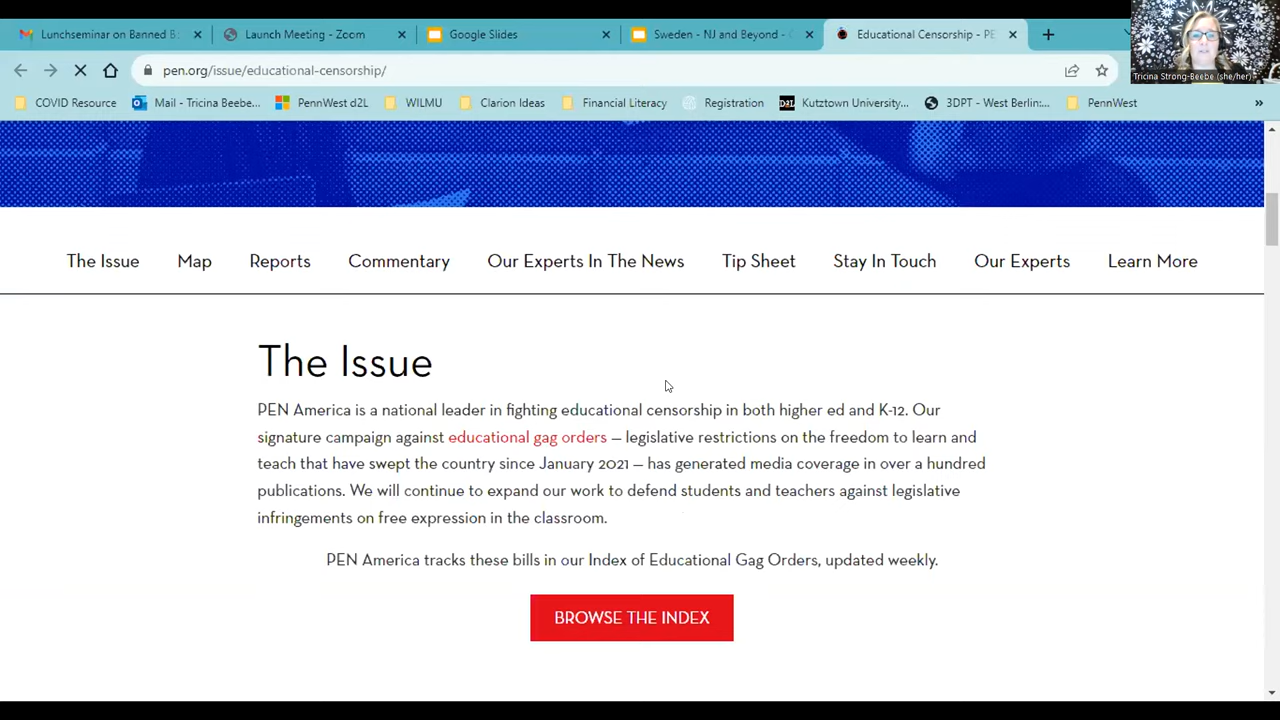 Lunchseminar on Banned B
Launch Meeting - Zoom
Google Slides
Sweden - NJ and Beyond -
Educational Censorship - PE
pen.org/issue/educational-censorship/
COVID Resource
Mail - Tricina Beebe...
PennWest d2L
WILMU
Clarion Ideas
Financial Literacy
Registration
D2L
Kutztown University...
3DPT - West Berlin:...
PennWest
Tricina Strong-Beebe (she/her)
The Issue
Map
Reports
Commentary
Our Experts In The News
Tip Sheet
Stay In Touch
Our Experts
Learn More
The Issue
PEN America is a national leader in fighting educational censorship in both higher ed and K-12. Our
signature campaign against educational gag orders — legislative restrictions on the freedom to learn and
teach that have swept the country since January 2021 — has generated media coverage in over a hundred
publications. We will continue to expand our work to defend students and teachers against legislative
infringements on free expression in the classroom.
PEN America tracks these bills in our Index of Educational Gag Orders, updated weekly.
BROWSE THE INDEX